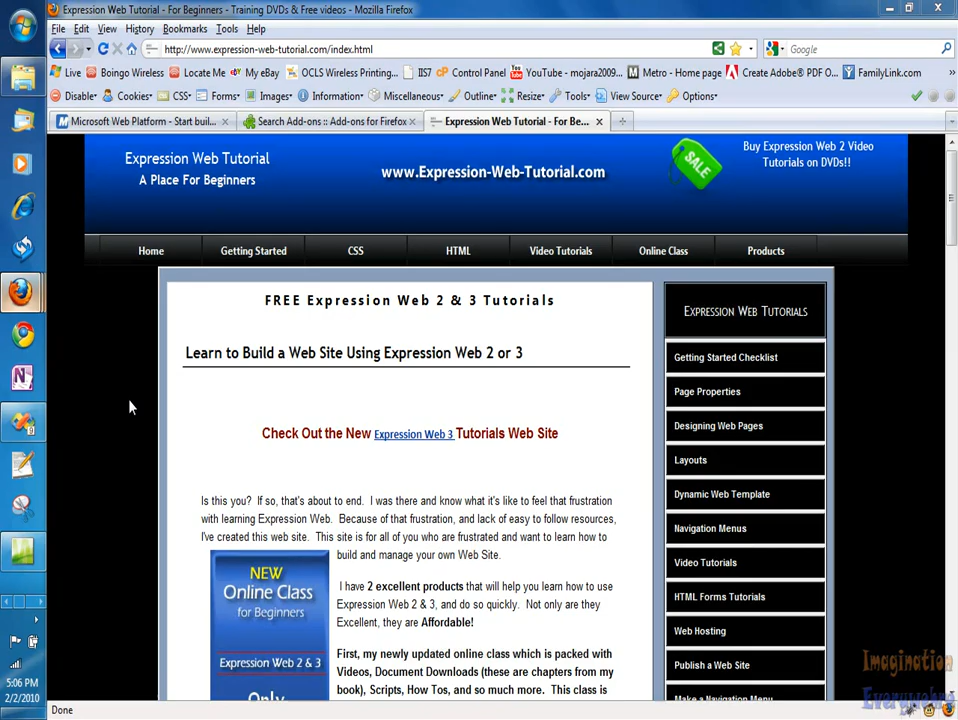 Expression Web Tutorial - For Beginners - Training DVDs & Free videos - Mozilla Firefox
File Edit View History Bookmarks Tools Help
http://www.expression-web-tutorial.com/index.html
Google
Live Boingo Wireless Locate Me My eBay OCLS Wireless Printing... IIS7 Control Panel YouTube - mojara2009... Metro - Home page Create Adobe® PDF O... FamilyLink.com »
Disable Cookies CSS Forms Images Information Miscellaneous Outline Resize Tools View Source Options
Microsoft Web Platform - Start buil... Search Add-ons :: Add-ons for Firefox Expression Web Tutorial - For Be...
Expression Web Tutorial
A Place For Beginners
www.Expression-Web-Tutorial.com
SALE
Buy Expression Web 2 Video
Tutorials on DVDs!!
Home Getting Started CSS HTML Video Tutorials Online Class Products
FREE Expression Web 2 & 3 Tutorials
Learn to Build a Web Site Using Expression Web 2 or 3
Check Out the New Expression Web 3 Tutorials Web Site
Is this you? If so, that's about to end. I was there and know what it's like to feel that frustration
with learning Expression Web. Because of that frustration, and lack of easy to follow resources,
I've created this web site. This site is for all of you who are frustrated and want to learn how to
build and manage your own Web Site.
I have 2 excellent products that will help you learn how to use
Expression Web 2 & 3, and do so quickly. Not only are they
Excellent, they are Affordable!
First, my newly updated online class which is packed with
Videos, Document Downloads (these are chapters from my
book), Scripts, How Tos, and so much more. This class is
NEW
Online Class
for Beginners
Expression Web 2 & 3
Only
Expression Web Tutorials
Getting Started Checklist
Page Properties
Designing Web Pages
Layouts
Dynamic Web Template
Navigation Menus
Video Tutorials
HTML Forms Tutorials
Web Hosting
Publish a Web Site
Make a Navigation Menu
Imagination
Everywhere
5:06 PM
2/2/2010
Done